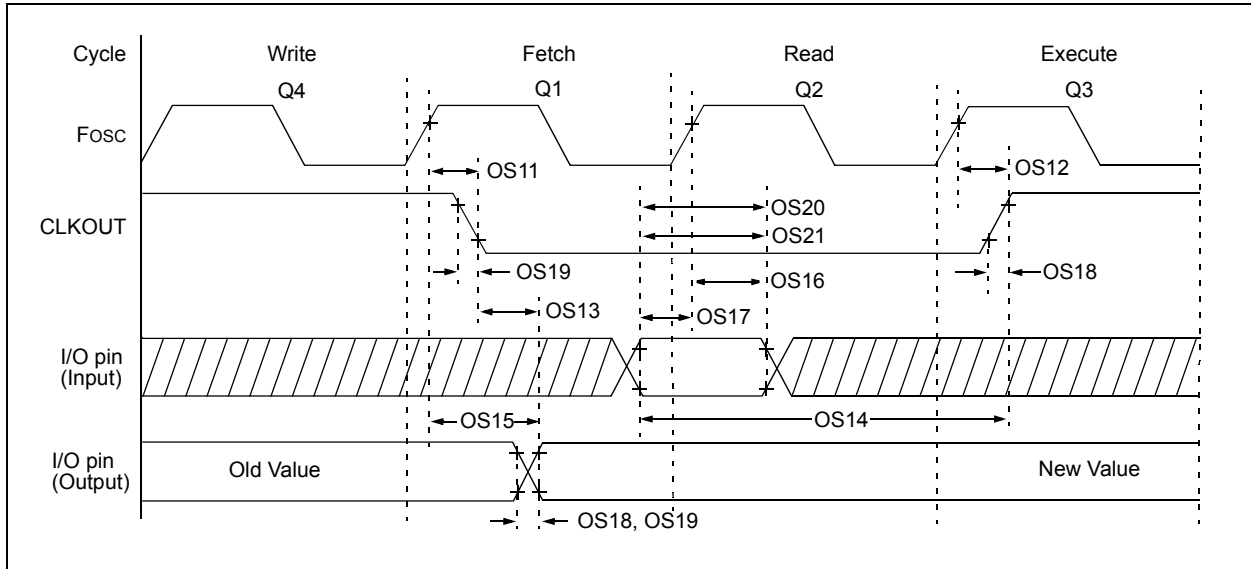 Cycle Write Fetch Read Execute
Q4 Q1 Q2 Q3
Fosc
OS11 OS12
OS20
CLKOUT
OS21
OS19 OS16 OS18
OS13 OS17
I/O pin
(Input)
OS15 OS14
I/O pin
(Output)
Old Value New Value
OS18, OS19